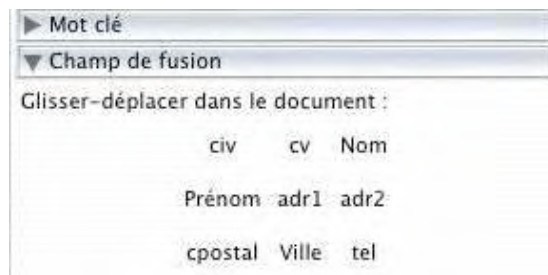 Mot clé
Champ de fusion
Glisser-déplacer dans le document :
civ cv Nom
Prénom adr1 adr2
cpostal Ville tel